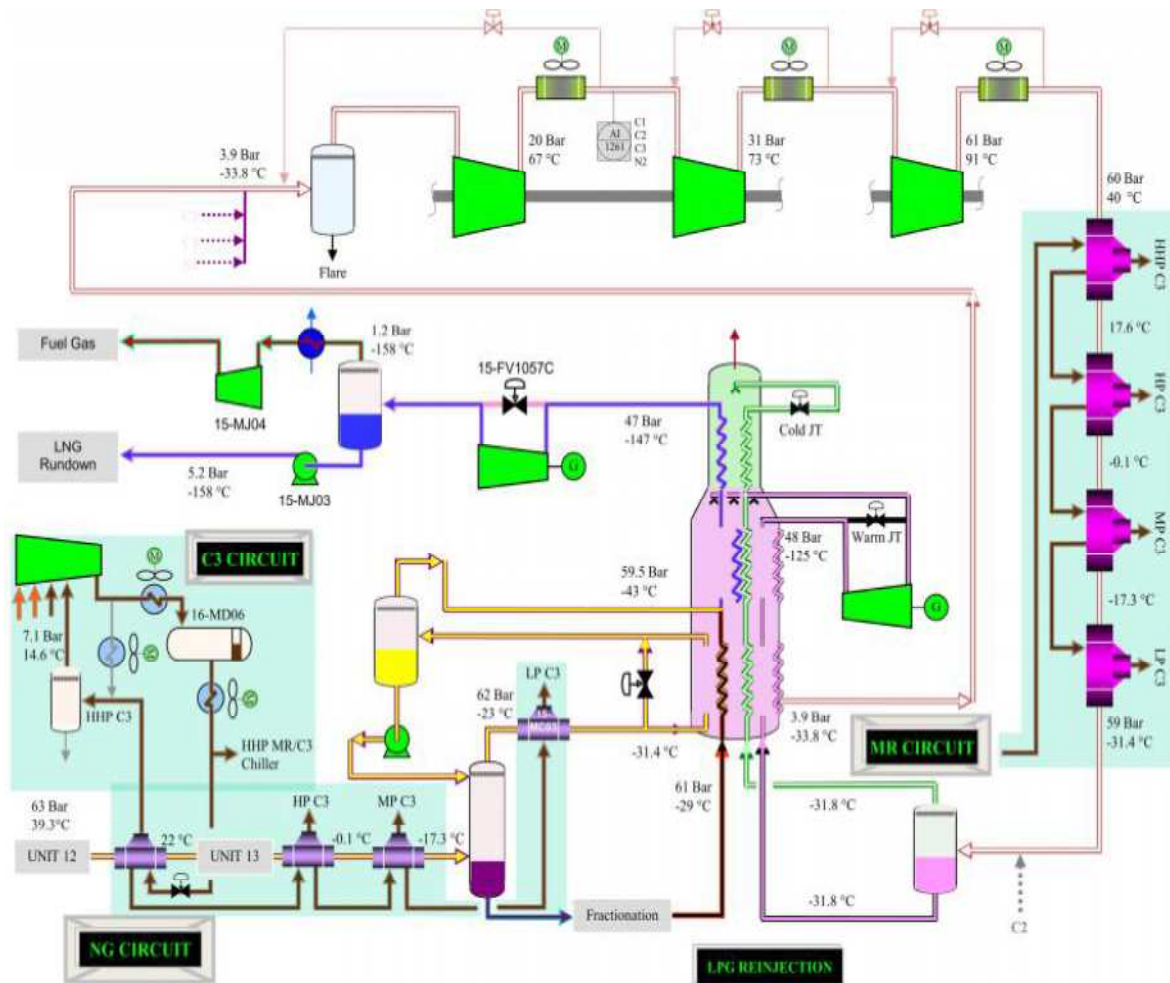 M
M
M
C1
C2
C3
N2
AI
1261
20 Bar
67 °C
31 Bar
73 °C
61 Bar
91 °C
3.9 Bar
-33.8 °C
60 Bar
40 °C
Flare
HHP C3
17.6 °C
HP C3
-0.1 °C
MP C3
-17.3 °C
LP C3
59 Bar
-31.4 °C
MR CIRCUIT
Fuel Gas
1.2 Bar
-158 °C
15-FV1057C
15-MJ04
47 Bar
-147 °C
Cold JT
LNG
Rundown
5.2 Bar
-158 °C
15-MJ03
G
C3 CIRCUIT
M
16-MD06
7.1 Bar
14.6 °C
HHP C3
HHP MR/C3
Chiller
59.5 Bar
-43 °C
48 Bar
-125 °C
Warm JT
G
LP C3
62 Bar
-23 °C
-31.4 °C
3.9 Bar
-33.8 °C
61 Bar
-29 °C
-31.8 °C
-31.8 °C
C2
63 Bar
39.3°C
HP C3
MP C3
UNIT 12
22 °C
UNIT 13
-0.1 °C
-17.3 °C
Fractionation
NG CIRCUIT
LPG REINJECTION